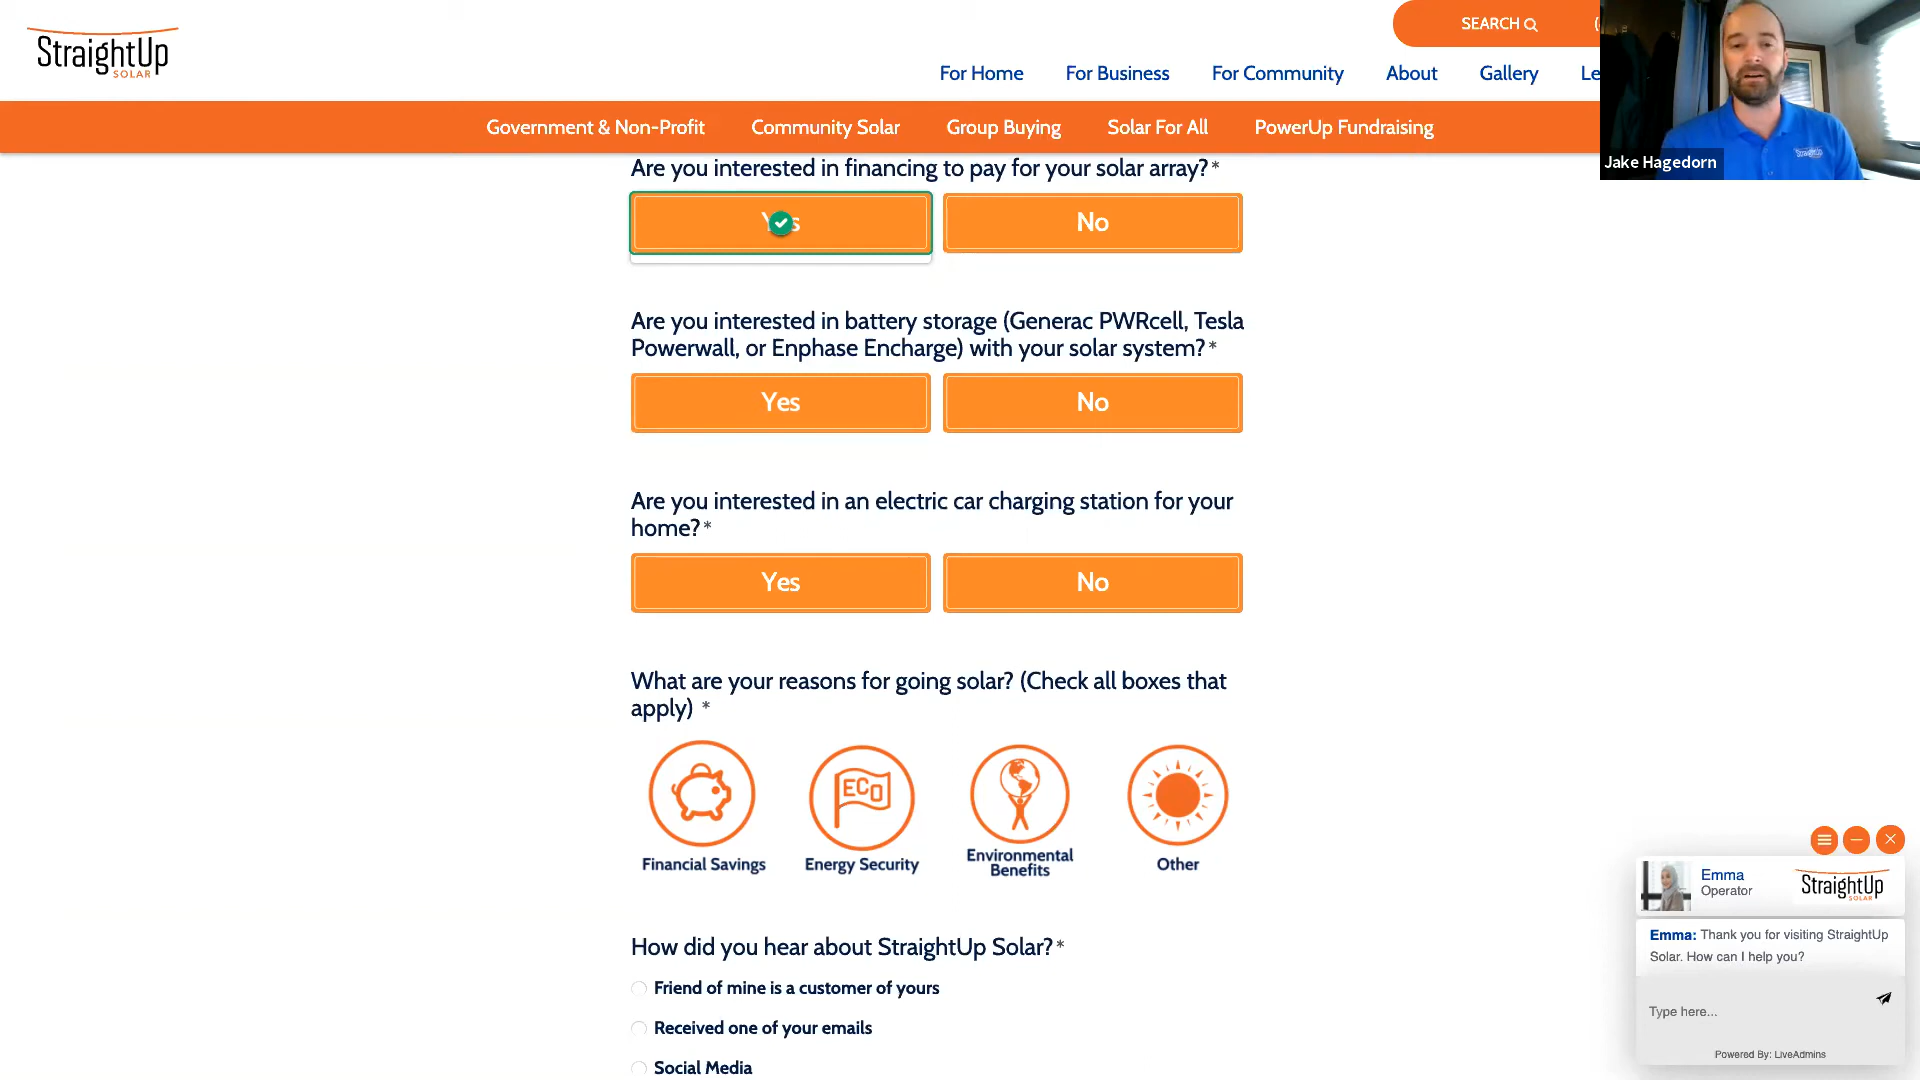 StraightUp
SOLAR
SEARCH
For Home
For Business
For Community
About
Gallery
Le
Government & Non-Profit
Community Solar
Group Buying
Solar For All
PowerUp Fundraising
Jake Hagedorn
StraightUp
Are you interested in financing to pay for your solar array?*
Yes
No
Are you interested in battery storage (Generac PWRcell, Tesla
Powerwall, or Enphase Encharge) with your solar system?*
Yes
No
Are you interested in an electric car charging station for your
home?*
Yes
No
What are your reasons for going solar? (Check all boxes that
apply) *
ECO
Financial Savings
Energy Security
Environmental
Benefits
Other
How did you hear about StraightUp Solar?*
Friend of mine is a customer of yours
Received one of your emails
Social Media
Emma
Operator
StraightUp
SOLAR
Emma: Thank you for visiting StraightUp
Solar. How can I help you?
Type here...
Powered By: LiveAdmins